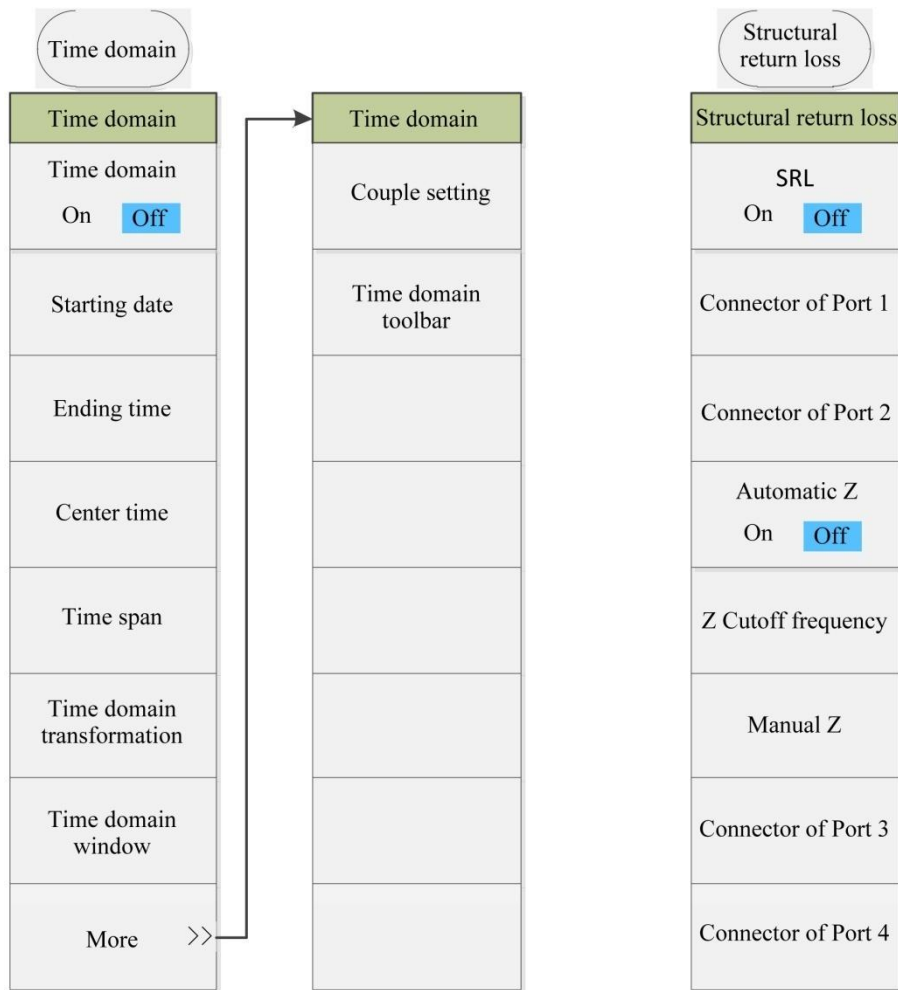 Time domain
Time domain
Time domain
On Off
Starting date
Ending time
Center time
Time span
Time domain
transformation
Time domain
window
More >>
Time domain
Couple setting
Time domain
toolbar
Structural
return loss
Structural return loss
SRL
On Off
Connector of Port 1
Connector of Port 2
Automatic Z
On Off
Z Cutoff frequency
Manual Z
Connector of Port 3
Connector of Port 4